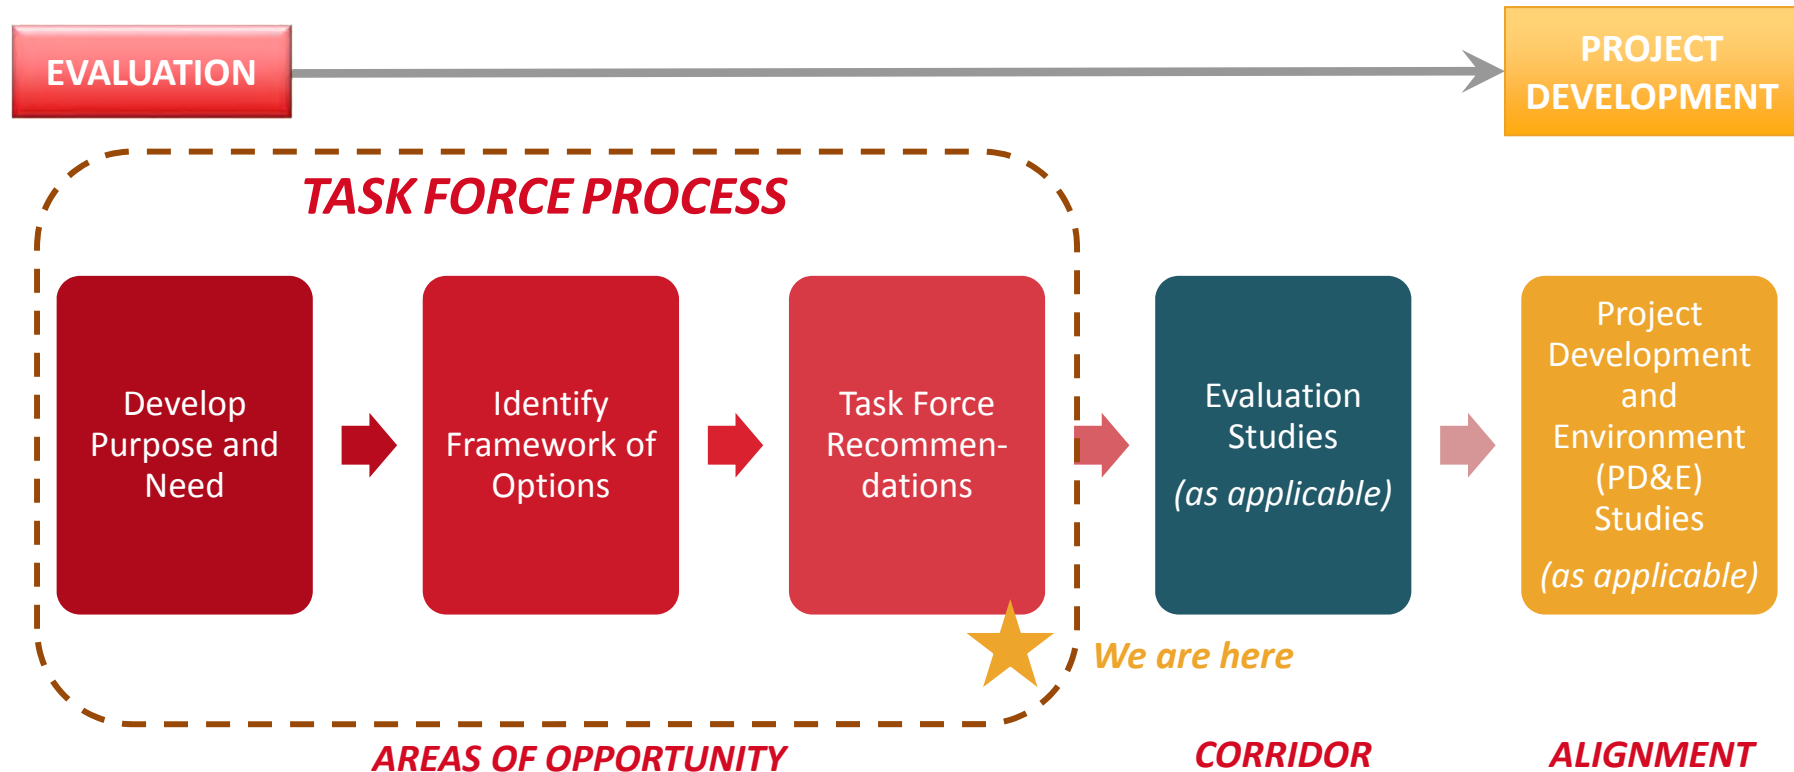 EVALUATION
PROJECT
DEVELOPMENT
TASK FORCE PROCESS
Develop
Purpose and
Need
Identify
Framework of
Options
Task Force
Recommen-
dations
Evaluation
Studies
(as applicable)
Project
Development
and
Environment
(PD&E)
Studies
(as applicable)
We are here
AREAS OF OPPORTUNITY
CORRIDOR
ALIGNMENT